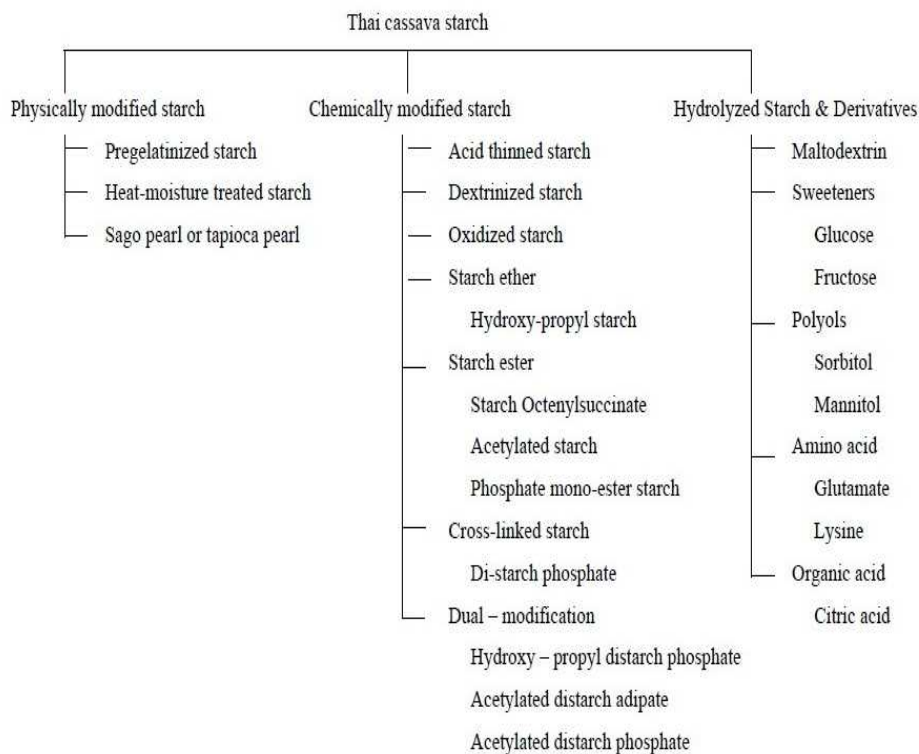 Thai cassava starch
Physically modified starch
Pregelatinized starch
Heat-moisture treated starch
Sago pearl or tapioca pearl
Chemically modified starch
Acid thinned starch
Dextrinized starch
Oxidized starch
Starch ether
Hydroxy-propyl starch
Starch ester
Starch Octenylsuccinate
Acetylated starch
Phosphate mono-ester starch
Cross-linked starch
Di-starch phosphate
Dual – modification
Hydroxy – propyl distarch phosphate
Acetylated distarch adipate
Acetylated distarch phosphate
Hydrolyzed Starch & Derivatives
Maltodextrin
Sweeteners
Glucose
Fructose
Polyols
Sorbitol
Mannitol
Amino acid
Glutamate
Lysine
Organic acid
Citric acid